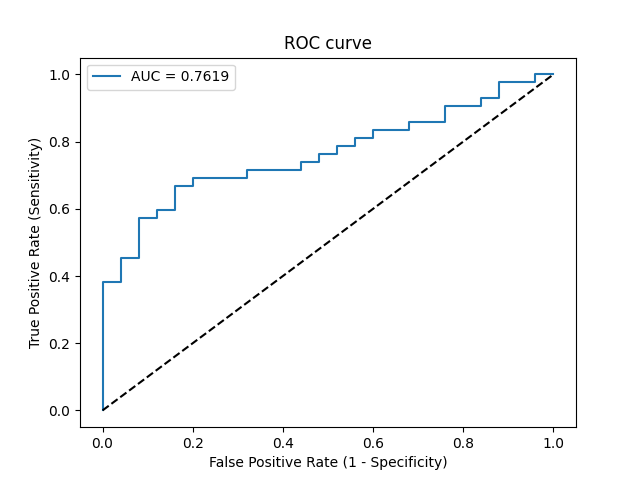 ROC curve
AUC = 0.7619
True Positive Rate (Sensitivity)
1.0
0.8
0.6
0.4
0.2
0.0
0.0 0.2 0.4 0.6 0.8 1.0
False Positive Rate (1 - Specificity)